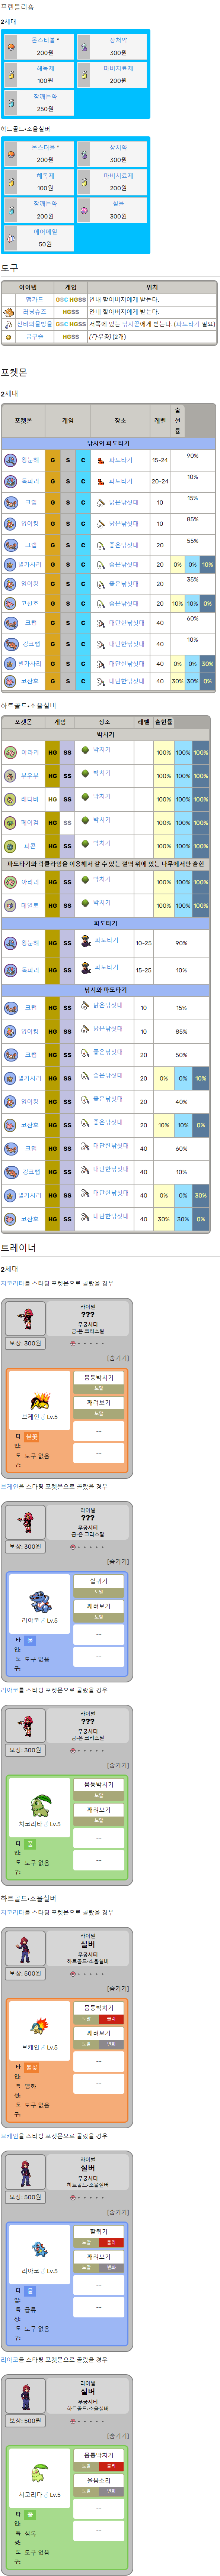 프렌들리숍
2세대
몬스터볼 *
200원
상처약
300원
해독제
100원
마비치료제
200원
잠깨는약
250원
하트골드•소울실버
몬스터볼 *
200원
상처약
300원
해독제
100원
마비치료제
200원
잠깨는약
200원
힐볼
300원
에어메일
50원
도구
아이템 게임 위치
맵카드 GSC HGSS 안내 할아버지에게 받는다.
러닝슈즈 HGSS 안내 할아버지에게 받는다.
신비의물방울 GSC HGSS 서쪽에 있는 낚시꾼에게 받는다. (파도타기 필요)
금구슬 HGSS (다우징) (2개)
포켓몬
포켓몬 게임 장소 레벨 출현률
낚시와 파도타기
왕눈해 G S C 파도타기 15-24 90%
독파리 G S C 파도타기 20-24 10%
크랩 G S C 낡은낚싯대 10 15%
잉어킹 G S C 낡은낚싯대 10 85%
크랩 G S C 좋은낚싯대 20 55%
별가사리 G S C 좋은낚싯대 20 0% 0% 10%
잉어킹 G S C 좋은낚싯대 20 35%
코산호 G S C 좋은낚싯대 20 10% 10% 0%
크랩 G S C 대단한낚싯대 40 60%
킹크랩 G S C 대단한낚싯대 40 10%
별가사리 G S C 대단한낚싯대 40 0% 0% 30%
코산호 G S C 대단한낚싯대 40 30% 30% 0%
하트골드•소울실버
포켓몬 게임 장소 레벨 출현률
박치기
아라리 HG SS 박치기 100% 100% 100%
부우부 HG SS 박치기 100% 100% 100%
레디바 HG SS 박치기 100% 100% 100%
페이검 HG SS 박치기 100% 100% 100%
피콘 HG SS 박치기 100% 100% 100%
파도타기와 락클라임을 이용해서 갈 수 있는 절벽 위에 있는 나무에서만 출현
아라리 HG SS 박치기 100% 100% 100%
데알로 HG SS 박치기 100% 100% 100%
파도타기
왕눈해 HG SS 파도타기 10-25 90%
독파리 HG SS 파도타기 15-25 10%
낚시와 파도타기
크랩 HG SS 낡은낚싯대 10 15%
잉어킹 HG SS 낡은낚싯대 10 85%
크랩 HG SS 좋은낚싯대 20 50%
별가사리 HG SS 좋은낚싯대 20 0% 0% 10%
잉어킹 HG SS 좋은낚싯대 20 40%
코산호 HG SS 좋은낚싯대 20 10% 10% 0%
크랩 HG SS 대단한낚싯대 40 60%
킹크랩 HG SS 대단한낚싯대 40 10%
별가사리 HG SS 대단한낚싯대 40 0% 0% 30%
코산호 HG SS 대단한낚싯대 40 30% 30% 0%
트레이너
2세대
치코리타를 스타팅 포켓몬으로 골랐을 경우
라이벌
???
무궁시티
금•은 크리스탈
보상: 300원
[숨기기]
브케인♂Lv.5
타입: 불꽃
도구: 도구 없음
몸통박치기
노말
째려보기
노말
--
--
브케인을 스타팅 포켓몬으로 골랐을 경우
라이벌
???
무궁시티
금•은 크리스탈
보상: 300원
[숨기기]
리아코♂Lv.5
타입: 물
도구: 도구 없음
할퀴기
노말
째려보기
노말
--
--
리아코를 스타팅 포켓몬으로 골랐을 경우
라이벌
???
무궁시티
금•은 크리스탈
보상: 300원
[숨기기]
치코리타♂Lv.5
타입: 풀
도구: 도구 없음
몸통박치기
노말
째려보기
노말
--
--
하트골드•소울실버
치코리타를 스타팅 포켓몬으로 골랐을 경우
라이벌
실버
무궁시티
하트골드•소울실버
보상: 500원
[숨기기]
브케인♂Lv.5
타입: 불꽃
특성: 맹화
도구: 도구 없음
몸통박치기
노말 물리
째려보기
노말 변화
--
--
브케인을 스타팅 포켓몬으로 골랐을 경우
라이벌
실버
무궁시티
하트골드•소울실버
보상: 500원
[숨기기]
리아코♂Lv.5
타입: 물
특성: 급류
도구: 도구 없음
할퀴기
노말 물리
째려보기
노말 변화
--
--
리아코를 스타팅 포켓몬으로 골랐을 경우
라이벌
실버
무궁시티
하트골드•소울실버
보상: 500원
[숨기기]
치코리타♂Lv.5
타입: 풀
특성: 심록
도구: 도구 없음
몸통박치기
노말 물리
울음소리
노말 변화
--
--